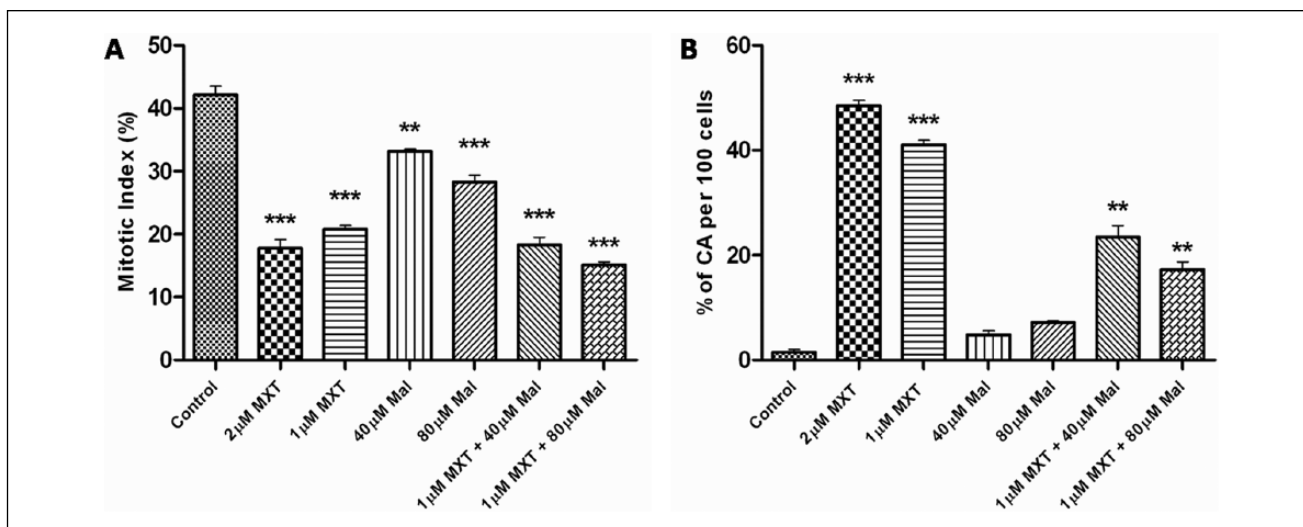 A
Mitotic Index (%)
50
40
30
20
10
0
***
***
**
***
***
***
Control
2μM MXT
1μM MXT
40μM Mal
80μM Mal
1μM MXT + 40μM Mal
1μM MXT + 80μM Mal
B
% of CA per 100 cells
60
40
20
0
***
***
**
**
Control
2μM MXT
1μM MXT
40μM Mal
80μM Mal
1μM MXT + 40μM Mal
1μM MXT + 80μM Mal